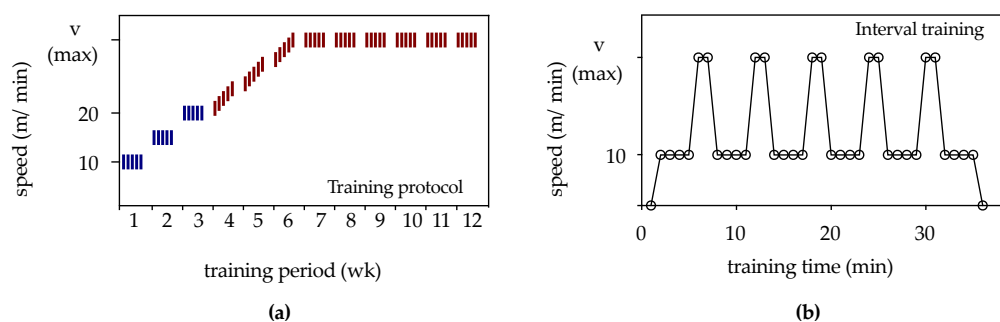 v
(max)
20
10
speed (m/ min)
Training protocol
1 2 3 4 5 6 7 8 9 10 11 12
training period (wk)
(a)
Interval training
v
(max)
10
speed (m/ min)
0 10 20 30
training time (min)
(b)